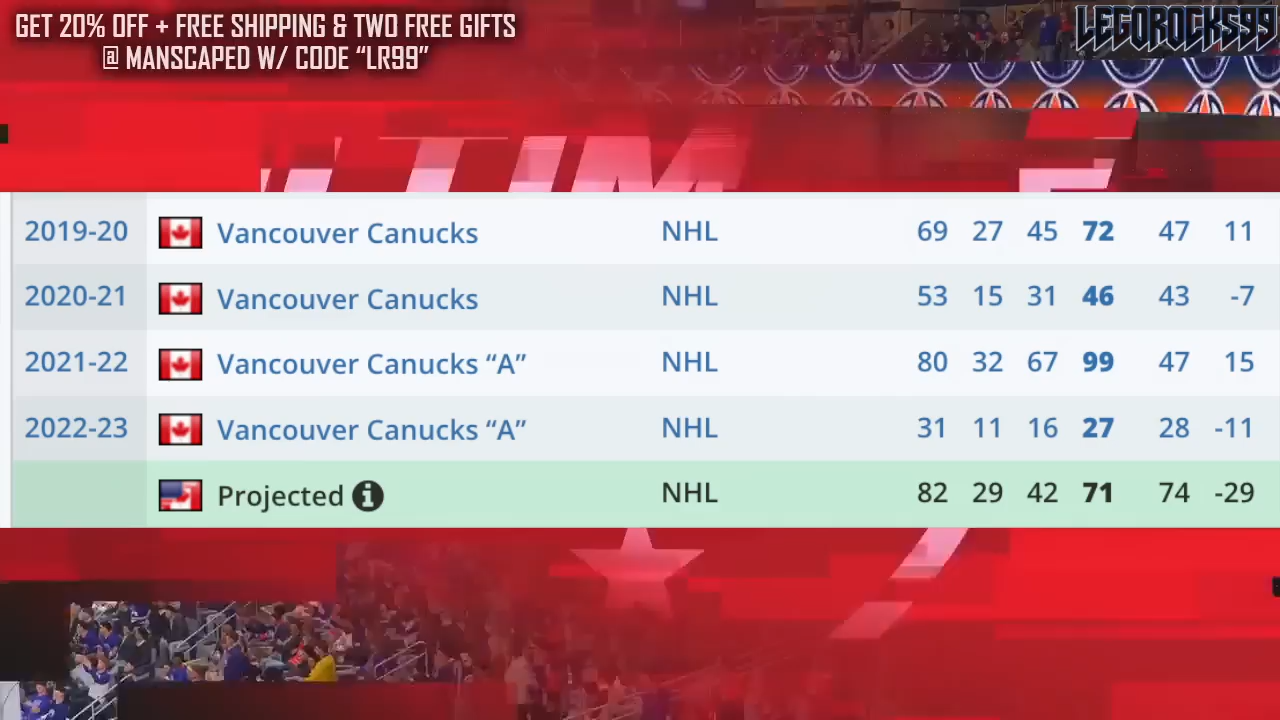 GET 20% OFF + FREE SHIPPING & TWO FREE GIFTS
@ MANSCAPED W/ CODE “LR99”
LEGOROCKS99
2019-20 Vancouver Canucks NHL 69 27 45 72 47 11
2020-21 Vancouver Canucks NHL 53 15 31 46 43 -7
2021-22 Vancouver Canucks “A” NHL 80 32 67 99 47 15
2022-23 Vancouver Canucks “A” NHL 31 11 16 27 28 -11
Projected NHL 82 29 42 71 74 -29